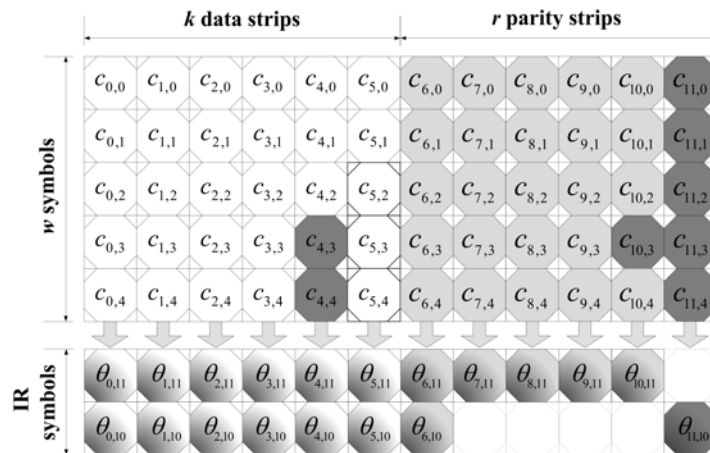 k data strips r parity strips
w symbols
c0,0 c1,0 c2,0 c3,0 c4,0 c5,0 c6,0 c7,0 c8,0 c9,0 c10,0 c11,0
c0,1 c1,1 c2,1 c3,1 c4,1 c5,1 c6,1 c7,1 c8,1 c9,1 c10,1 c11,1
c0,2 c1,2 c2,2 c3,2 c4,2 c5,2 c6,2 c7,2 c8,2 c9,2 c10,2 c11,2
c0,3 c1,3 c2,3 c3,3 c4,3 c5,3 c6,3 c7,3 c8,3 c9,3 c10,3 c11,3
c0,4 c1,4 c2,4 c3,4 c4,4 c5,4 c6,4 c7,4 c8,4 c9,4 c10,4 c11,4
IR
symbols
θ0,11 θ1,11 θ2,11 θ3,11 θ4,11 θ5,11 θ6,11 θ7,11 θ8,11 θ9,11 θ10,11
θ0,10 θ1,10 θ2,10 θ3,10 θ4,10 θ5,10 θ6,10 θ11,10